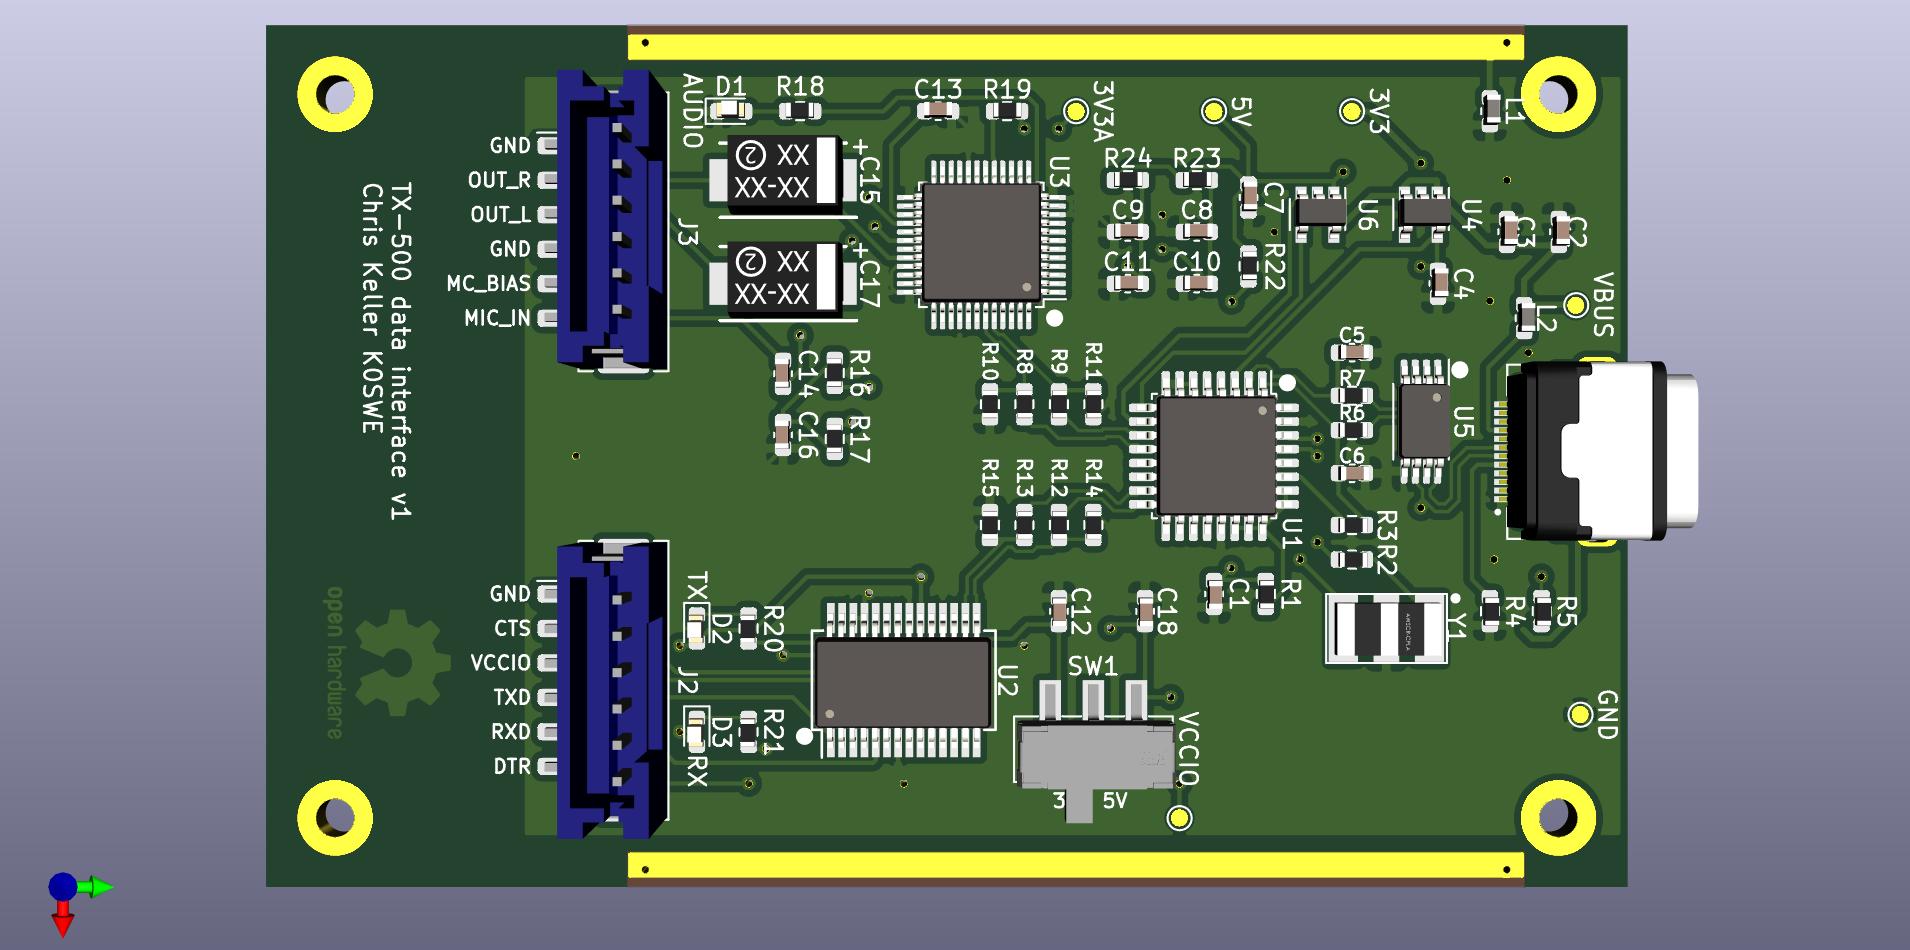 AUDIO
D1
R18
C13
R19
3V3A
5V
3V3
L1
GND
OUT_R
OUT_L
GND
MC_BIAS
MIC_IN
J3
2 XX
XX-XX
+
C15
2 XX
XX-XX
+
C17
U3
R24
R23
C9
C8
C11
C10
C7
R22
U6
U4
C3
C2
C4
L2
VBUS
TX-500 data interface v1
Chris Keller K0SWE
C14
R16
C16
R17
R10
R8
R9
R11
R15
R13
R12
R14
C5
R7
R6
C6
U5
U1
R3
R2
C1
R1
Y1
R4
R5
open hardware
GND
CTS
VCCIO
TXD
RXD
DTR
J2
TX
D2
R20
D3
RX
R21
U2
C12
C18
SW1
VCCIO
3
5V
GND